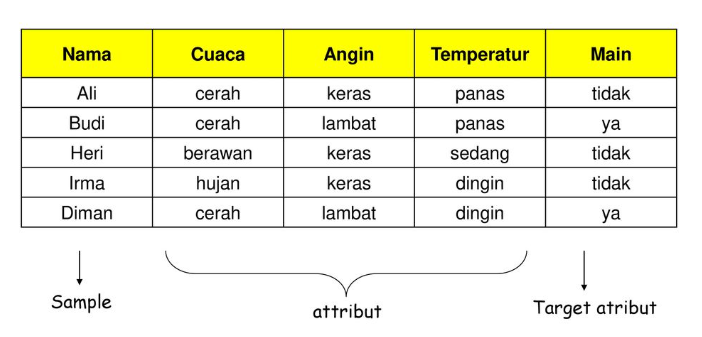 Nama Cuaca Angin Temperatur Main
Ali cerah keras panas tidak
Budi cerah lambat panas ya
Heri berawan keras sedang tidak
Irma hujan keras dingin tidak
Diman cerah lambat dingin ya
Sample attribut Target atribut